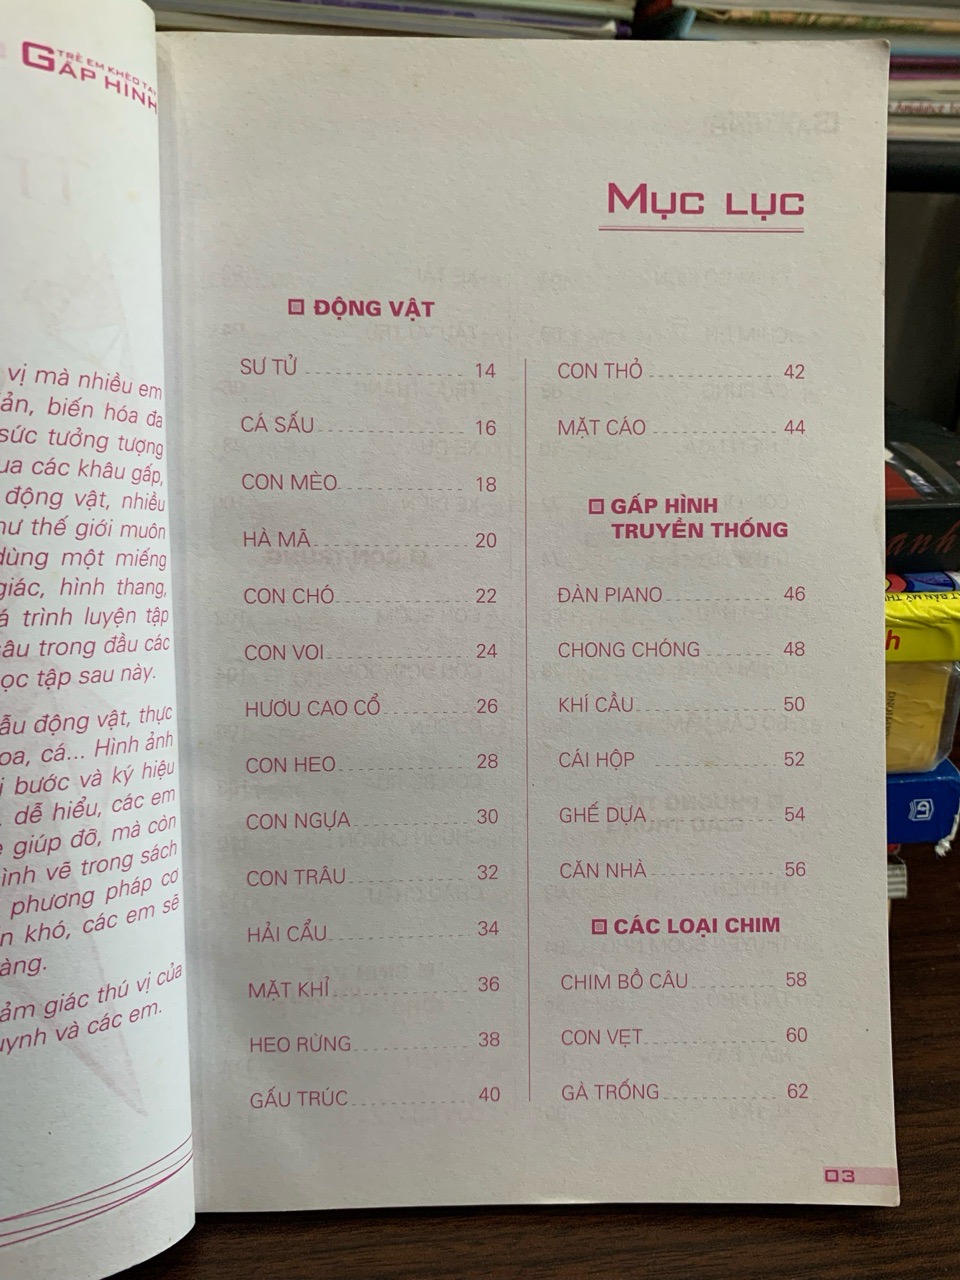 TRẺ EM KHÉO TAY
GẤP HÌNH
vị mà nhiều em
ản, biến hóa đa
sức tưởng tượng
ua các khâu gấp,
động vật, nhiều
hư thế giới muôn
dùng một miếng
giác, hình thang,
á trình luyện tập
sâu trong đầu các
ọc tập sau này.
ẫu động vật, thực
oa, cá... Hình ảnh
i bước và ký hiệu
dễ hiểu, các em
giúp đỡ, mà còn
ình vẽ trong sách
phương pháp cơ
n khó, các em sẽ
àng.
ảm giác thú vị của
uynh và các em.
MỤC LỤC
ĐỘNG VẬT
SƯ TỬ 14
CÁ SẤU 16
CON MÈO 18
HÀ MÃ 20
CON CHÓ 22
CON VOI 24
HƯƠU CAO CỔ 26
CON HEO 28
CON NGỰA 30
CON TRÂU 32
HẢI CẨU 34
MẶT KHỈ 36
HEO RỪNG 38
GẤU TRÚC 40
CON THỎ 42
MẶT CÁO 44
GẤP HÌNH
TRUYỀN THỐNG
ĐÀN PIANO 46
CHONG CHÓNG 48
KHÍ CẦU 50
CÁI HỘP 52
GHẾ DỰA 54
CĂN NHÀ 56
CÁC LOẠI CHIM
CHIM BỒ CÂU 58
CON VẸT 60
GÀ TRỐNG 62
03
anh